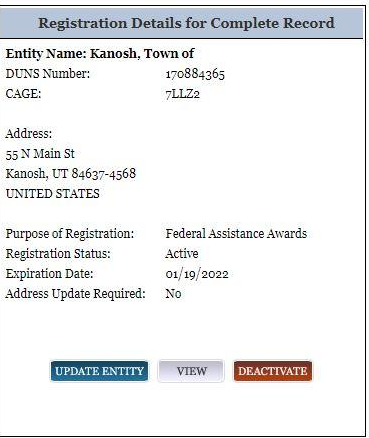 Registration Details for Complete Record
Entity Name: Kanosh, Town of
DUNS Number: 170884365
CAGE: 7LLZ2
Address:
55 N Main St
Kanosh, UT 84637-4568
UNITED STATES
Purpose of Registration: Federal Assistance Awards
Registration Status: Active
Expiration Date: 01/19/2022
Address Update Required: No
UPDATE ENTITY VIEW DEACTIVATE